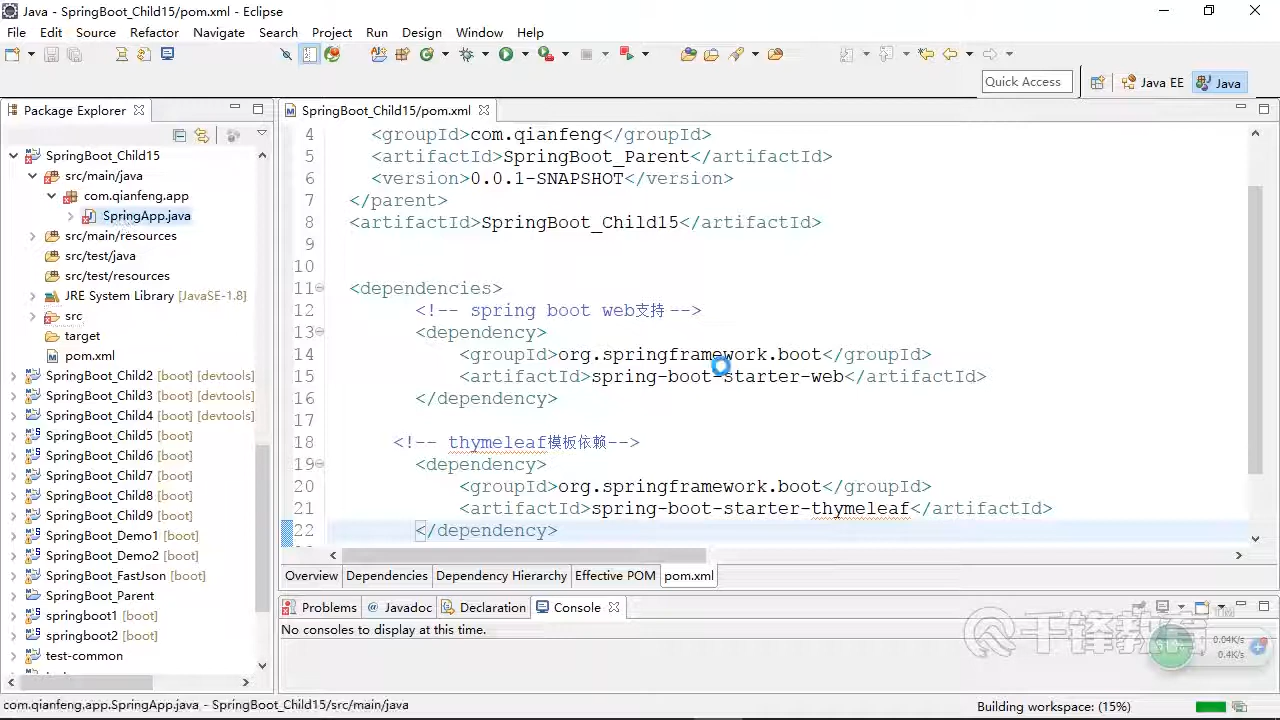 Java - SpringBoot_Child15/pom.xml - Eclipse
File Edit Source Refactor Navigate Search Project Run Design Window Help
Quick Access
Java EE
Java
Package Explorer
SpringBoot_Child15/pom.xml
SpringBoot_Child15
src/main/java
com.qianfeng.app
SpringApp.java
src/main/resources
src/test/java
src/test/resources
JRE System Library [JavaSE-1.8]
src
target
pom.xml
SpringBoot_Child2 [boot] [devtools]
SpringBoot_Child3 [boot] [devtools]
SpringBoot_Child4 [boot] [devtools]
SpringBoot_Child5 [boot]
SpringBoot_Child6 [boot]
SpringBoot_Child7 [boot]
SpringBoot_Child8 [boot]
SpringBoot_Child9 [boot]
SpringBoot_Demo1 [boot]
SpringBoot_Demo2 [boot]
SpringBoot_FastJson [boot]
SpringBoot_Parent
springboot1 [boot]
springboot2 [boot]
test-common
4 <groupId>com.qianfeng</groupId>
5 <artifactId>SpringBoot_Parent</artifactId>
6 <version>0.0.1-SNAPSHOT</version>
7 </parent>
8 <artifactId>SpringBoot_Child15</artifactId>
9
10
11 <dependencies>
12 <!-- spring boot web支持 -->
13 <dependency>
14 <groupId>org.springframework.boot</groupId>
15 <artifactId>spring-boot-starter-web</artifactId>
16 </dependency>
17
18 <!-- thymeleaf模板依赖-->
19 <dependency>
20 <groupId>org.springframework.boot</groupId>
21 <artifactId>spring-boot-starter-thymeleaf</artifactId>
22 </dependency>
Overview Dependencies Dependency Hierarchy Effective POM pom.xml
Problems @ Javadoc Declaration Console
No consoles to display at this time.
千锋教育
0.04K/s
0.4K/s
com.qianfeng.app.SpringApp.java - SpringBoot_Child15/src/main/java
Building workspace: (15%)